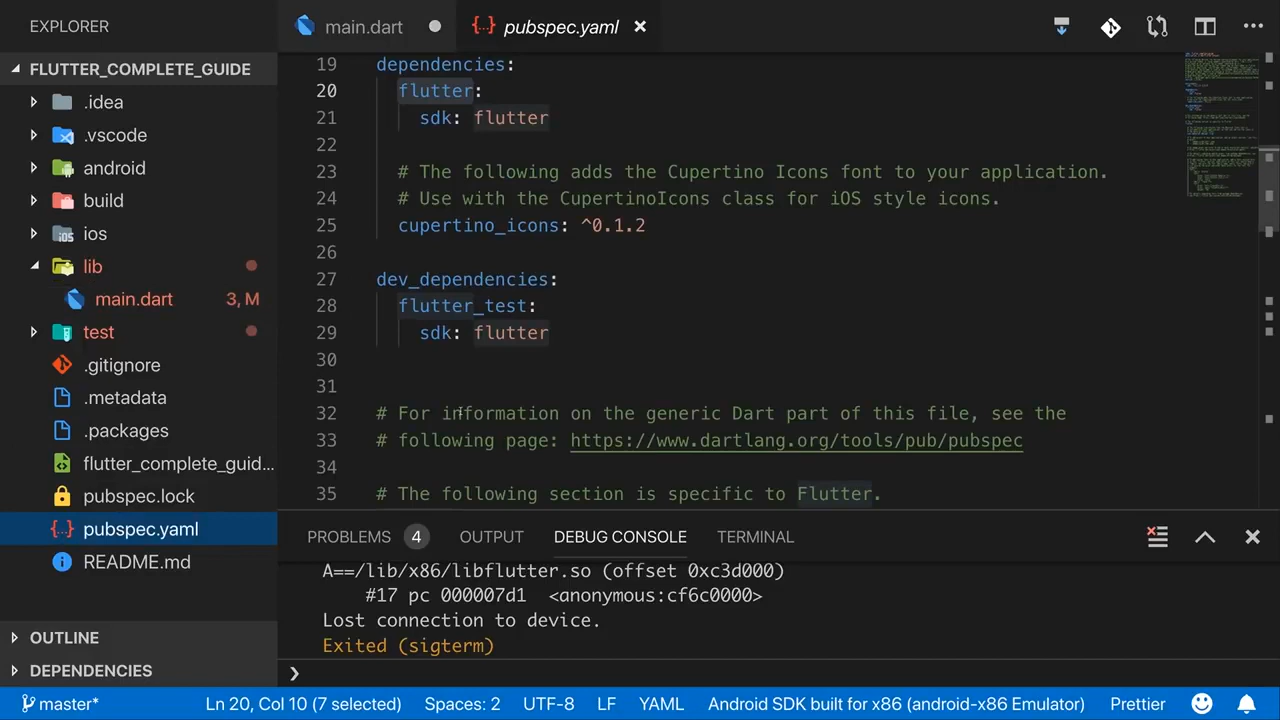 EXPLORER
FLUTTER_COMPLETE_GUIDE
.idea
.vscode
android
build
ios
lib
main.dart 3, M
test
.gitignore
.metadata
.packages
flutter_complete_guid...
pubspec.lock
pubspec.yaml
README.md
OUTLINE
DEPENDENCIES
main.dart
pubspec.yaml
19 dependencies:
20 flutter:
21 sdk: flutter
22
23 # The following adds the Cupertino Icons font to your application.
24 # Use with the CupertinoIcons class for iOS style icons.
25 cupertino_icons: ^0.1.2
26
27 dev_dependencies:
28 flutter_test:
29 sdk: flutter
30
31
32 # For information on the generic Dart part of this file, see the
33 # following page: https://www.dartlang.org/tools/pub/pubspec
34
35 # The following section is specific to Flutter.
PROBLEMS 4 OUTPUT DEBUG CONSOLE TERMINAL
A==/lib/x86/libflutter.so (offset 0xc3d000)
#17 pc 000007d1 <anonymous:cf6c0000>
Lost connection to device.
Exited (sigterm)
master* Ln 20, Col 10 (7 selected) Spaces: 2 UTF-8 LF YAML Android SDK built for x86 (android-x86 Emulator) Prettier